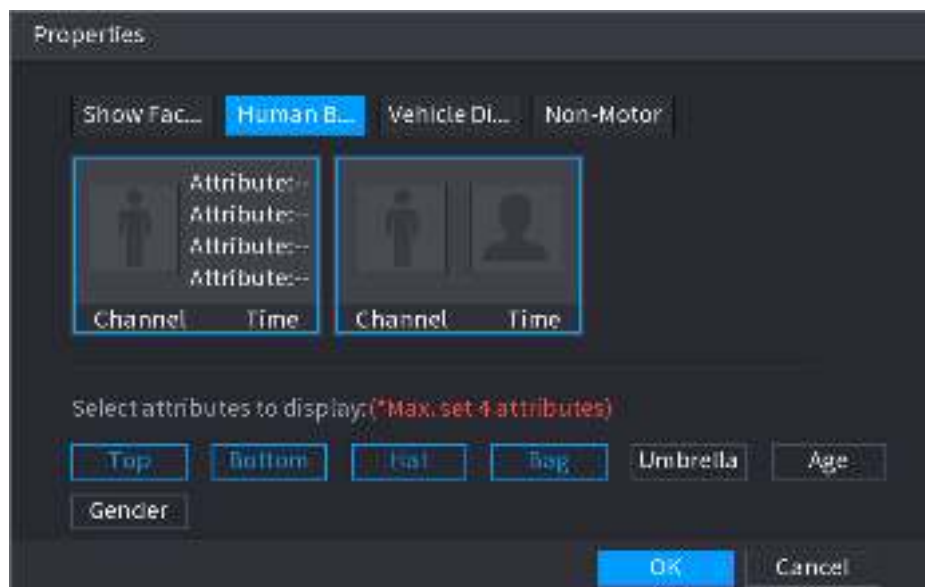 Properties
Show Fac... Human B... Vehicle Di... Non-Motor
Attribute:--
Attribute:--
Attribute:--
Attribute:--
Channel Time Channel Time
Select attributes to display:(*Max. set 4 attributes)
Top Bottom Hat Bag Umbrella Age
Gender
OK Cancel